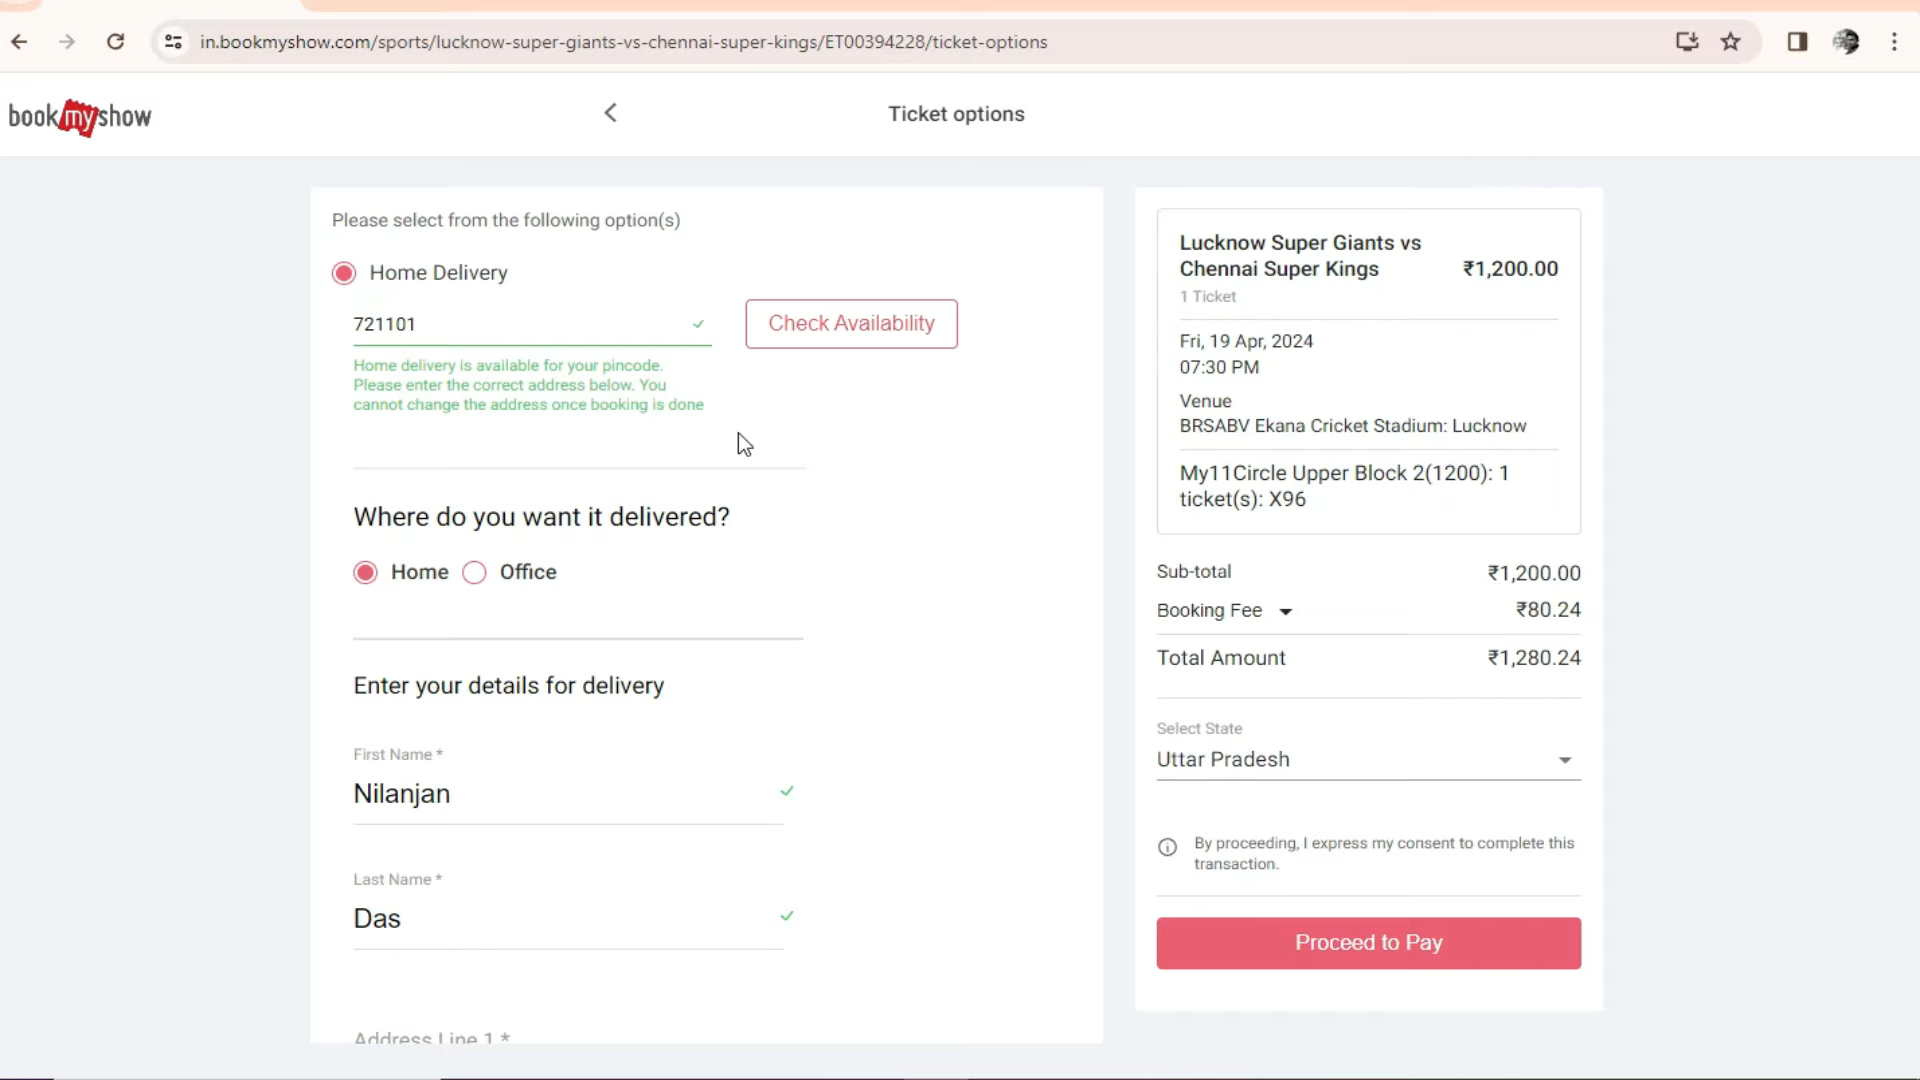 in.bookmyshow.com/sports/lucknow-super-giants-vs-chennai-super-kings/ET00394228/ticket-options
bookmyshow
Ticket options
Please select from the following option(s)
Home Delivery
721101
Check Availability
Home delivery is available for your pincode.
Please enter the correct address below. You
cannot change the address once booking is done
Where do you want it delivered?
Home
Office
Enter your details for delivery
First Name *
Nilanjan
Last Name *
Das
Address Line 1 *
Lucknow Super Giants vs
Chennai Super Kings
₹1,200.00
1 Ticket
Fri, 19 Apr, 2024
07:30 PM
Venue
BRSABV Ekana Cricket Stadium: Lucknow
My11Circle Upper Block 2(1200): 1
ticket(s): X96
Sub-total ₹1,200.00
Booking Fee ₹80.24
Total Amount ₹1,280.24
Select State
Uttar Pradesh
By proceeding, I express my consent to complete this
transaction.
Proceed to Pay